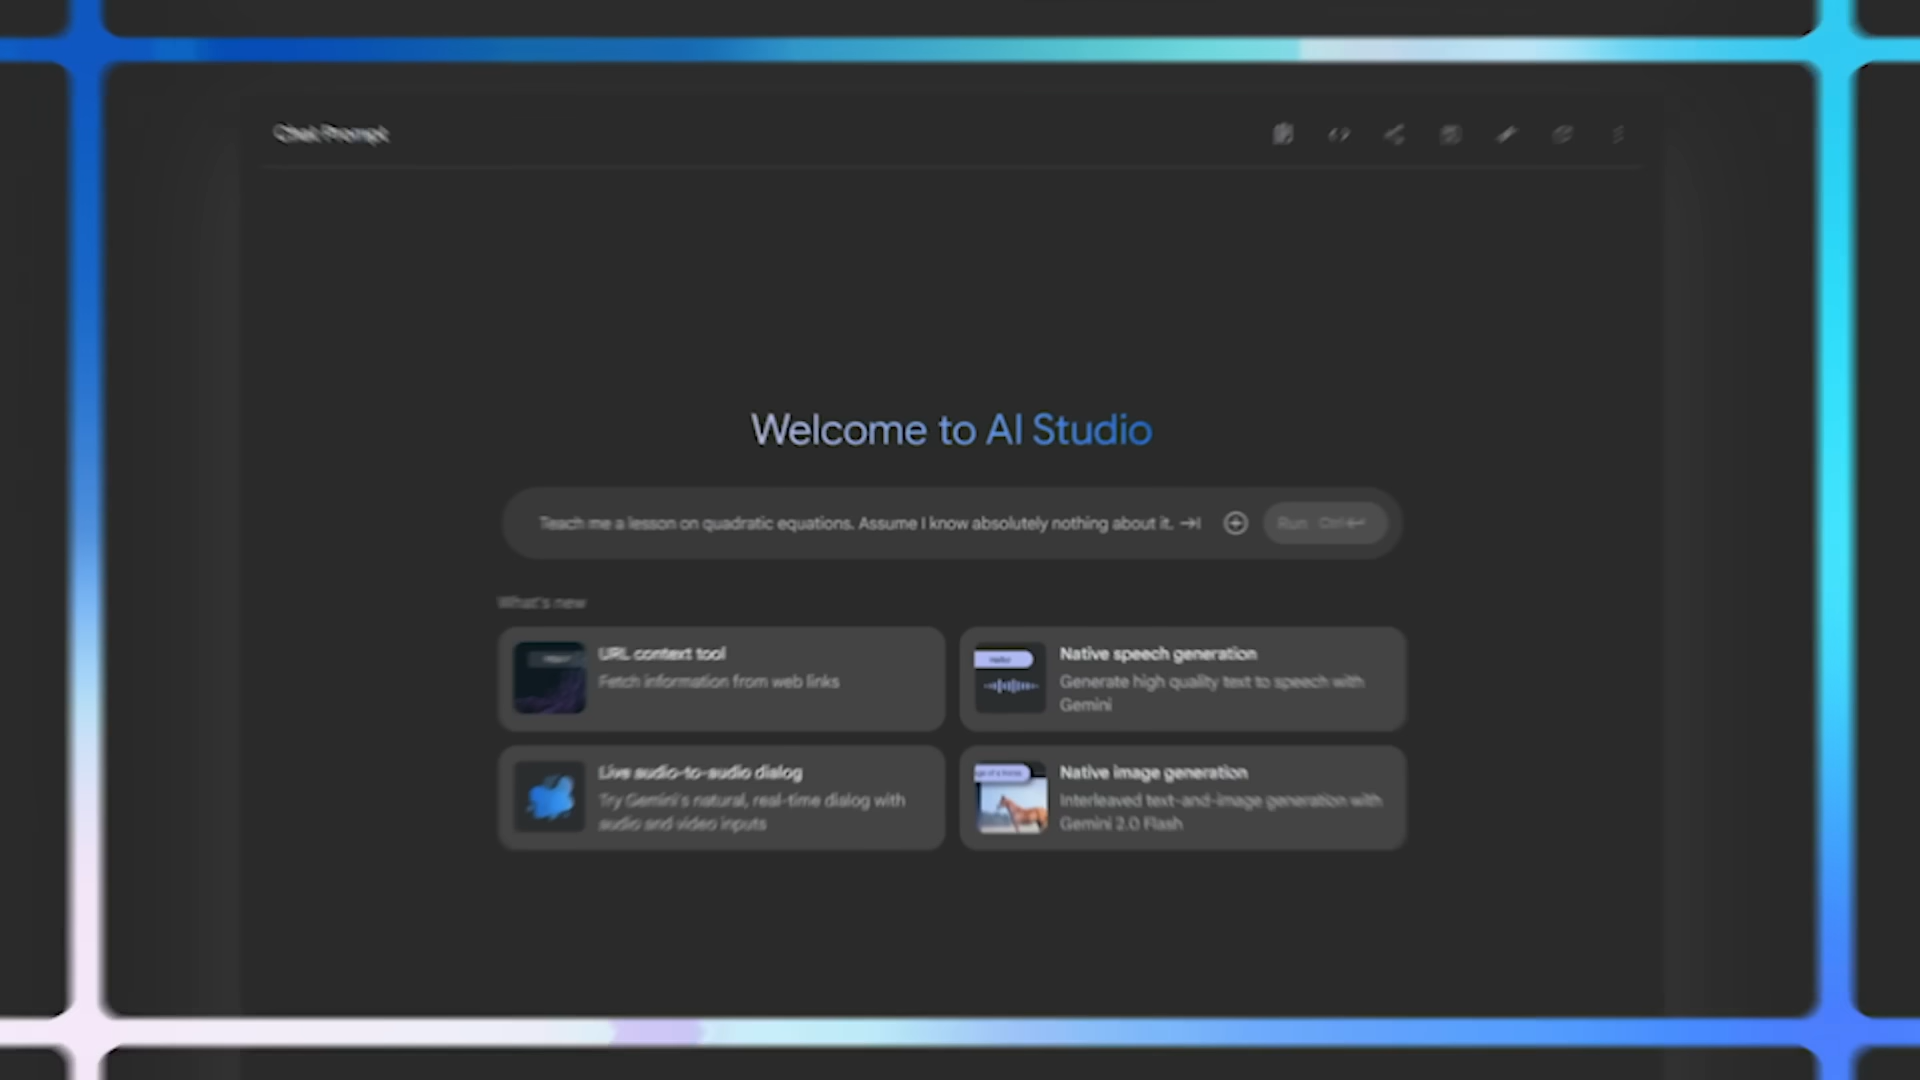 Chat Prompt
Welcome to AI Studio
Teach me a lesson on quadratic equations. Assume I know absolutely nothing about it.
Run Ctrl
What's new
URL context tool
Fetch information from web links
Native speech generation
Generate high quality text to speech with
Gemini
Live audio-to-audio dialog
Try Gemini's natural, real-time dialog with
audio and video inputs
Native image generation
Interleaved text-and-image generation with
Gemini 2.0 Flash